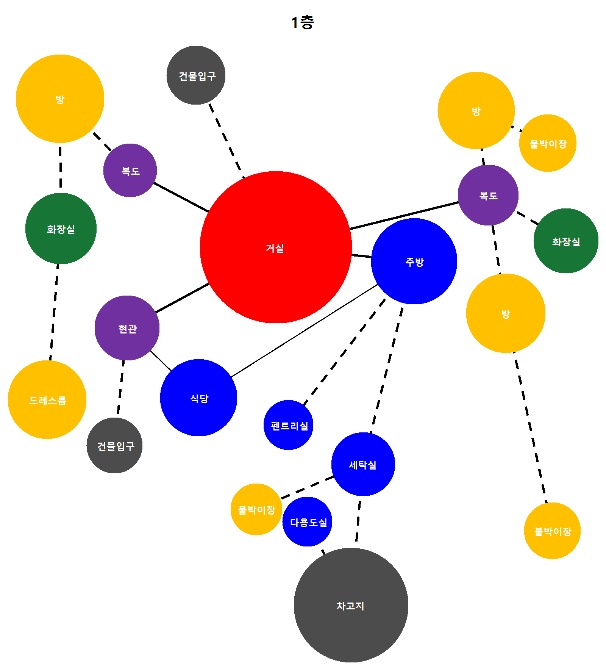 1층
건물입구
방
방
붙박이장
복도
복도
화장실
화장실
거실
주방
방
현관
식당
드레스룸
펜트리실
건물입구
세탁실
붙박이장
다용도실
붙박이장
차고지